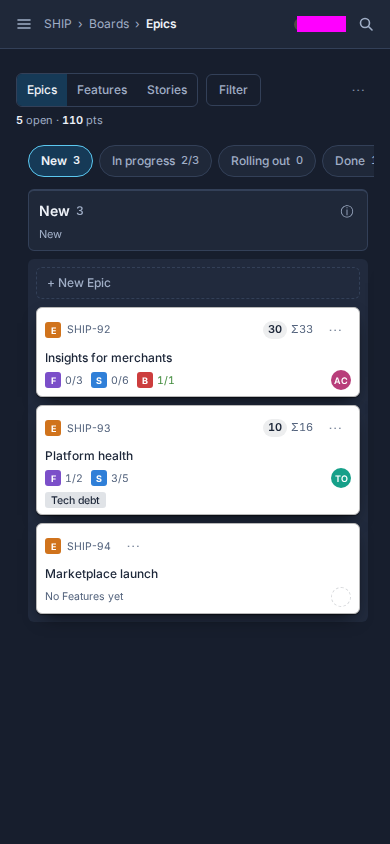 SHIP › Boards › Epics
Epics Features Stories Filter ...
5 open · 110 pts
New 3 In progress 2/3 Rolling out 0 Done
New 3
New
+ New Epic
E SHIP-92 30 Σ33 ...
Insights for merchants
F 0/3 S 0/6 B 1/1 AC
E SHIP-93 10 Σ16 ...
Platform health
F 1/2 S 3/5 TO
Tech debt
E SHIP-94 ...
Marketplace launch
No Features yet